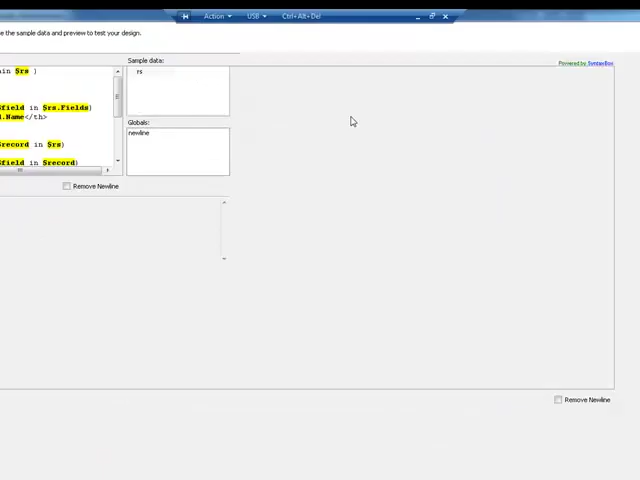 Action USB Ctrl+Alt+Del
e the sample data and preview to test your design.
Sample data:
Powered by SyntaxBox
ain $rs )
rs
$field in $rs.Fields)
d.Name</th>
Globals:
newline
$record in $rs)
$field in $record)
Remove Newline
Remove Newline